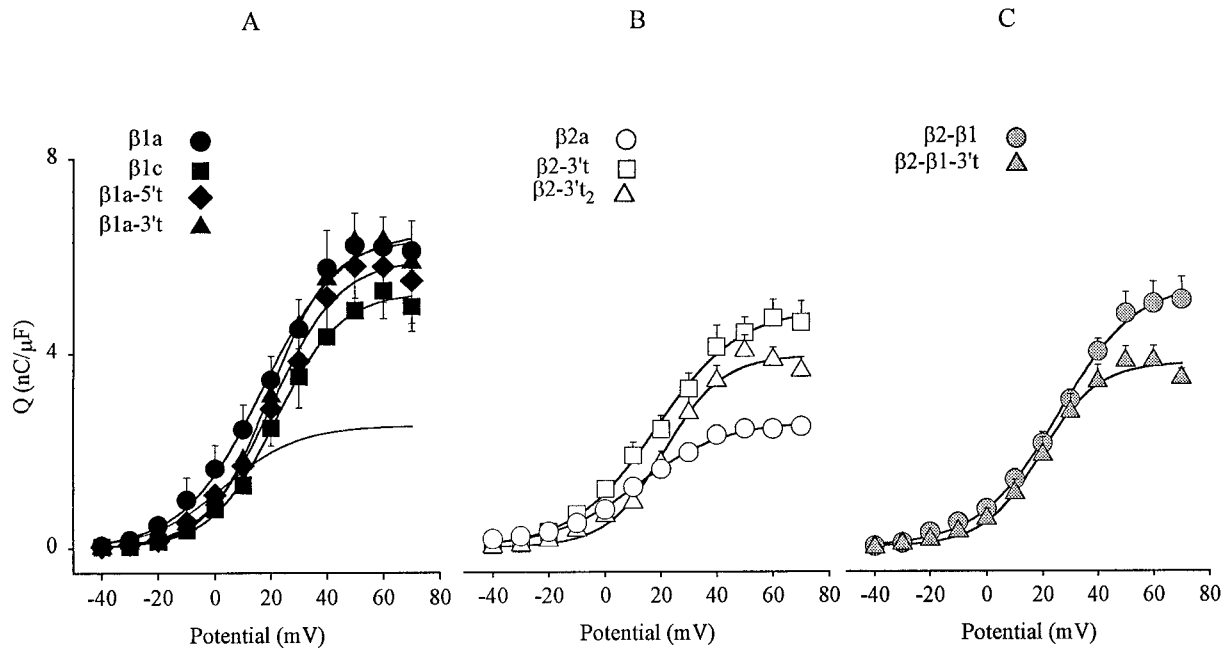 A
B
C
β1a
β1c
β1a-5't
β1a-3't
β2a
β2-3't
β2-3't₂
β2-β1
β2-β1-3't
8
4
0
Q (nC/μF)
-40 -20 0 20 40 60 80
-40 -20 0 20 40 60 80
-40 -20 0 20 40 60 80
Potential (mV)
Potential (mV)
Potential (mV)